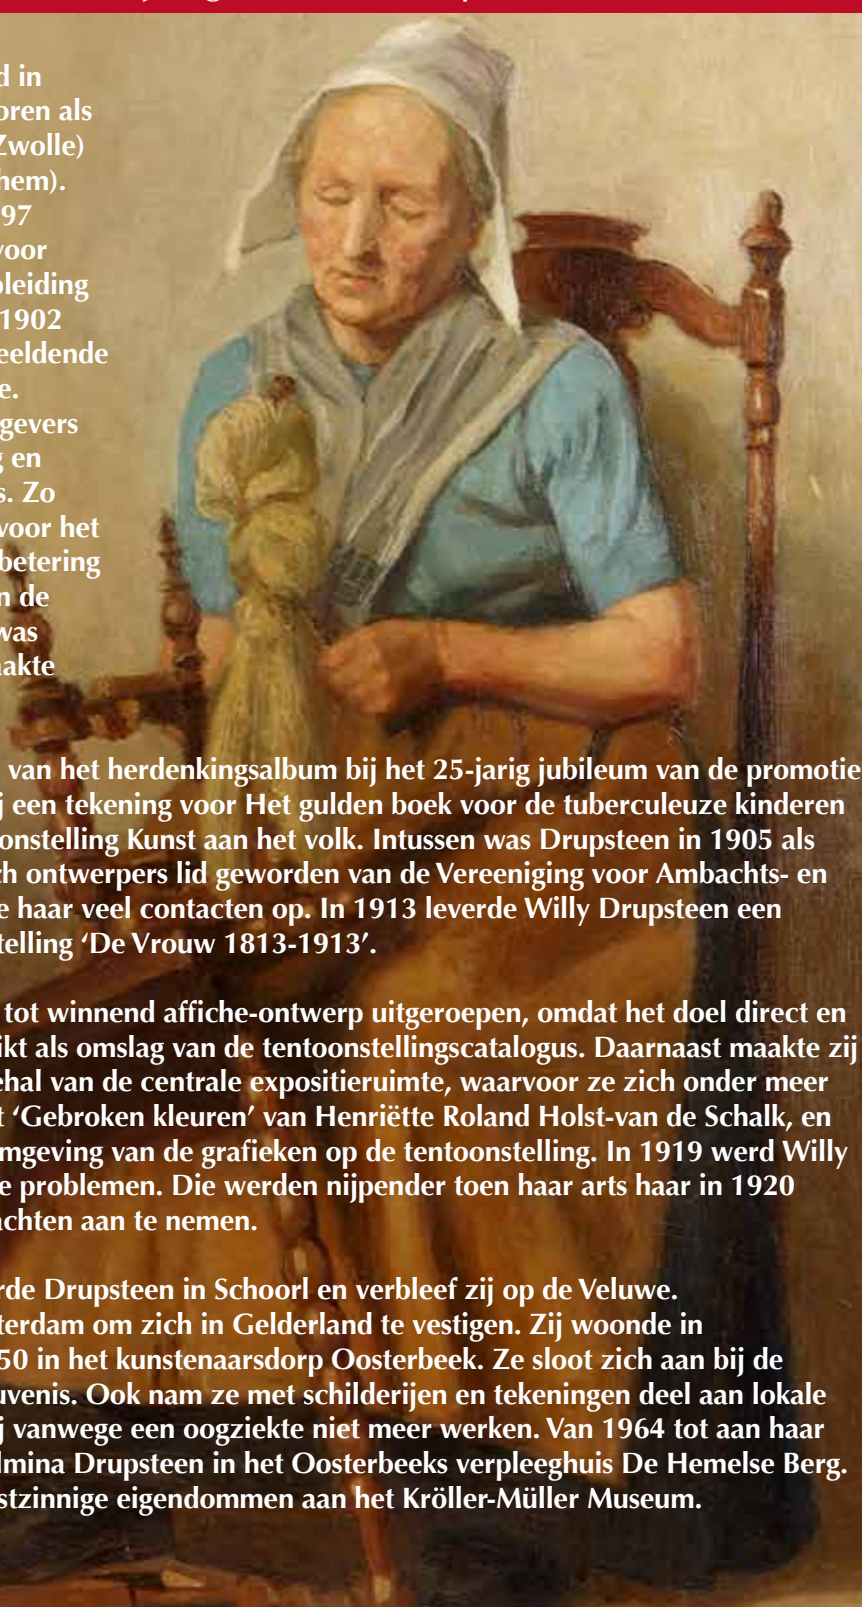 d in
oren als
Zwolle)
hem).
97
voor
pleiding
1902
eeldende
e.
gevers
g en
s. Zo
voor het
betering
n de
was
aakte
van het herdenkingsalbum bij het 25-jarig jubileum van de promotie
j een tekening voor Het gulden boek voor de tuberculeuze kinderen
onstelling Kunst aan het volk. Intussen was Drupsteen in 1905 als
ch ontwerpers lid geworden van de Vereeniging voor Ambachts- en
e haar veel contacten op. In 1913 leverde Willy Drupsteen een
telling ‘De Vrouw 1813-1913’.
tot winnend affiche-ontwerp uitgeroepen, omdat het doel direct en
ikt als omslag van de tentoonstellingscatalogus. Daarnaast maakte zij
ehal van de centrale expositieruimte, waarvoor ze zich onder meer
t ‘Gebroken kleuren’ van Henriëtte Roland Holst-van de Schalk, en
mgeving van de grafieken op de tentoonstelling. In 1919 werd Willy
e problemen. Die werden nijpender toen haar arts haar in 1920
achten aan te nemen.
rde Drupsteen in Schoorl en verbleef zij op de Veluwe.
terdam om zich in Gelderland te vestigen. Zij woonde in
50 in het kunstenaarsdorp Oosterbeek. Ze sloot zich aan bij de
uvenis. Ook nam ze met schilderijen en tekeningen deel aan lokale
j vanwege een oogziekte niet meer werken. Van 1964 tot aan haar
lmina Drupsteen in het Oosterbeeks verpleeghuis De Hemelse Berg.
stzinnige eigendommen aan het Kröller-Müller Museum.